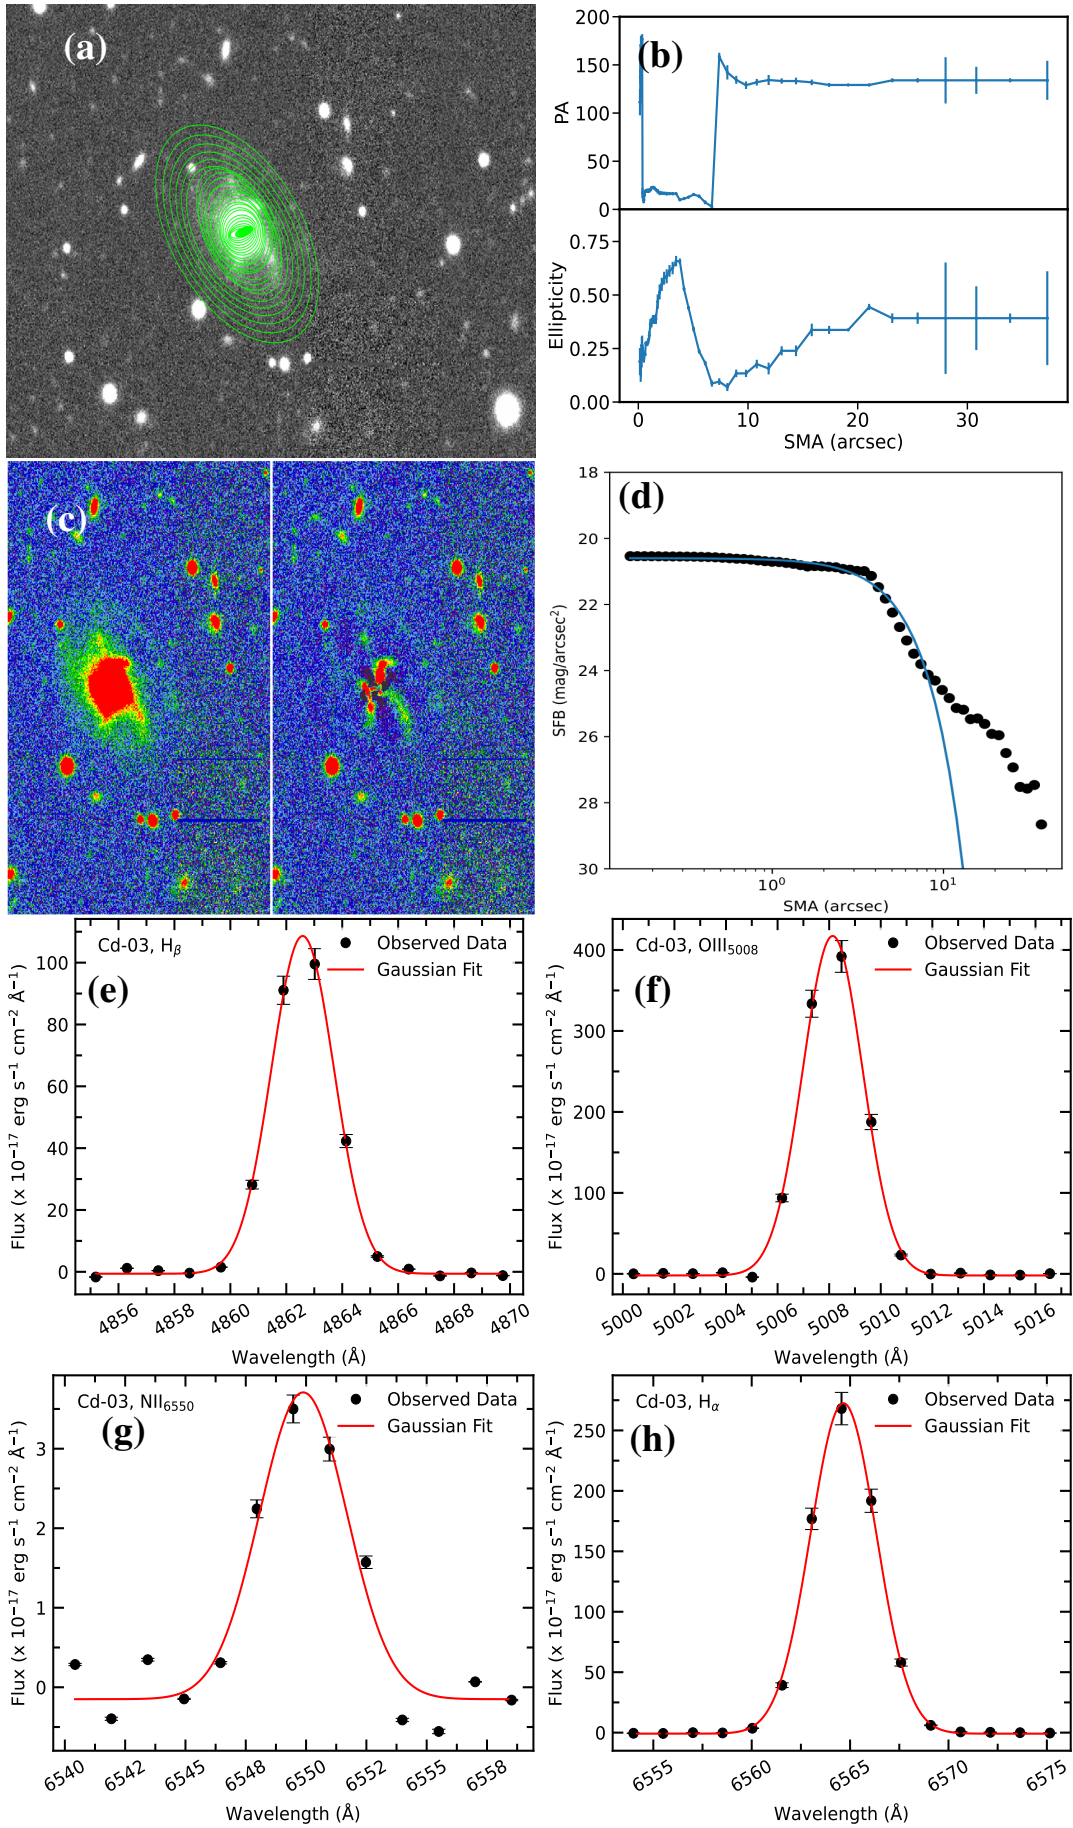 (a)
(b)
200
150
100
50
0
PA
0.75
0.50
0.25
0.00
Ellipticity
0 10 20 30
SMA (arcsec)
(c)
(d)
18
20
22
24
26
28
30
SFB (mag/arcsec²)
10⁰ 10¹
SMA (arcsec)
Cd-03, Hᵦ
Observed Data
Gaussian Fit
(e)
100
80
60
40
20
0
Flux (x 10⁻¹⁷ erg s⁻¹ cm⁻² Å⁻¹)
4856 4858 4860 4862 4864 4866 4868 4870
Wavelength (Å)
Cd-03, OIII₅₀₀₈
Observed Data
Gaussian Fit
(f)
400
300
200
100
0
Flux (x 10⁻¹⁷ erg s⁻¹ cm⁻² Å⁻¹)
5000 5002 5004 5006 5008 5010 5012 5014 5016
Wavelength (Å)
Cd-03, NII₆₅₅₀
Observed Data
Gaussian Fit
(g)
3
2
1
0
Flux (x 10⁻¹⁷ erg s⁻¹ cm⁻² Å⁻¹)
6540 6542 6545 6548 6550 6552 6555 6558
Wavelength (Å)
Cd-03, Hα
Observed Data
Gaussian Fit
(h)
250
200
150
100
50
0
Flux (x 10⁻¹⁷ erg s⁻¹ cm⁻² Å⁻¹)
6555 6560 6565 6570 6575
Wavelength (Å)